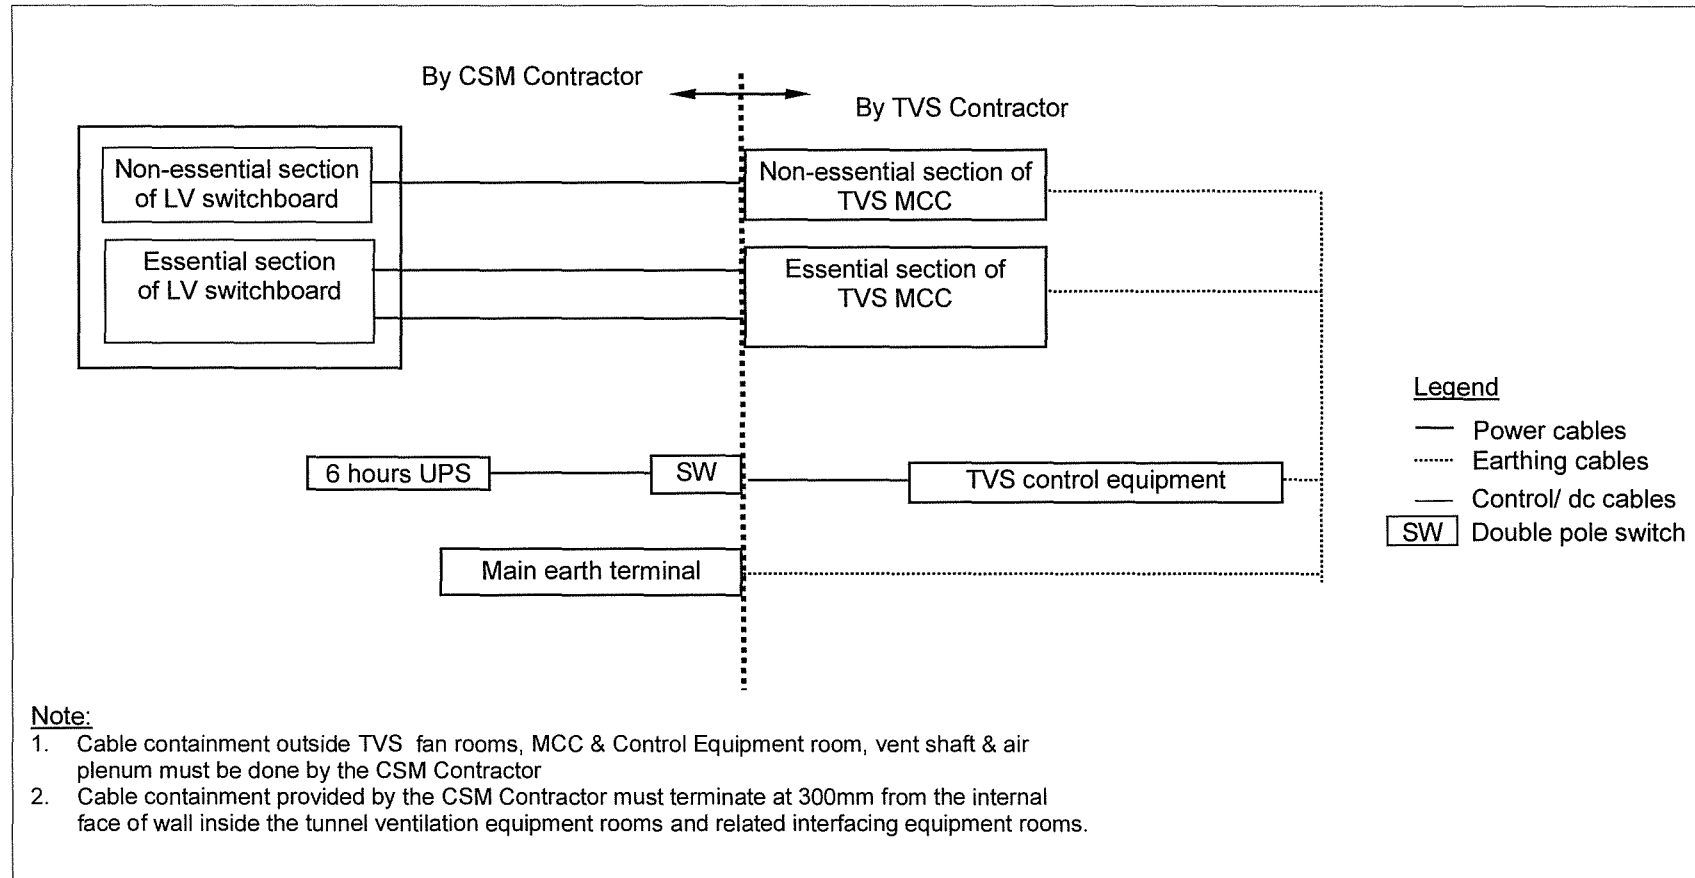 By CSM Contractor
By TVS Contractor
Non-essential section
of LV switchboard
Non-essential section of
TVS MCC
Essential section
of LV switchboard
Essential section of
TVS MCC
6 hours UPS
SW
TVS control equipment
Main earth terminal
Legend
Power cables
Earthing cables
Control/ dc cables
SW Double pole switch
Note:
1. Cable containment outside TVS fan rooms, MCC & Control Equipment room, vent shaft & air
plenum must be done by the CSM Contractor
2. Cable containment provided by the CSM Contractor must terminate at 300mm from the internal
face of wall inside the tunnel ventilation equipment rooms and related interfacing equipment rooms.